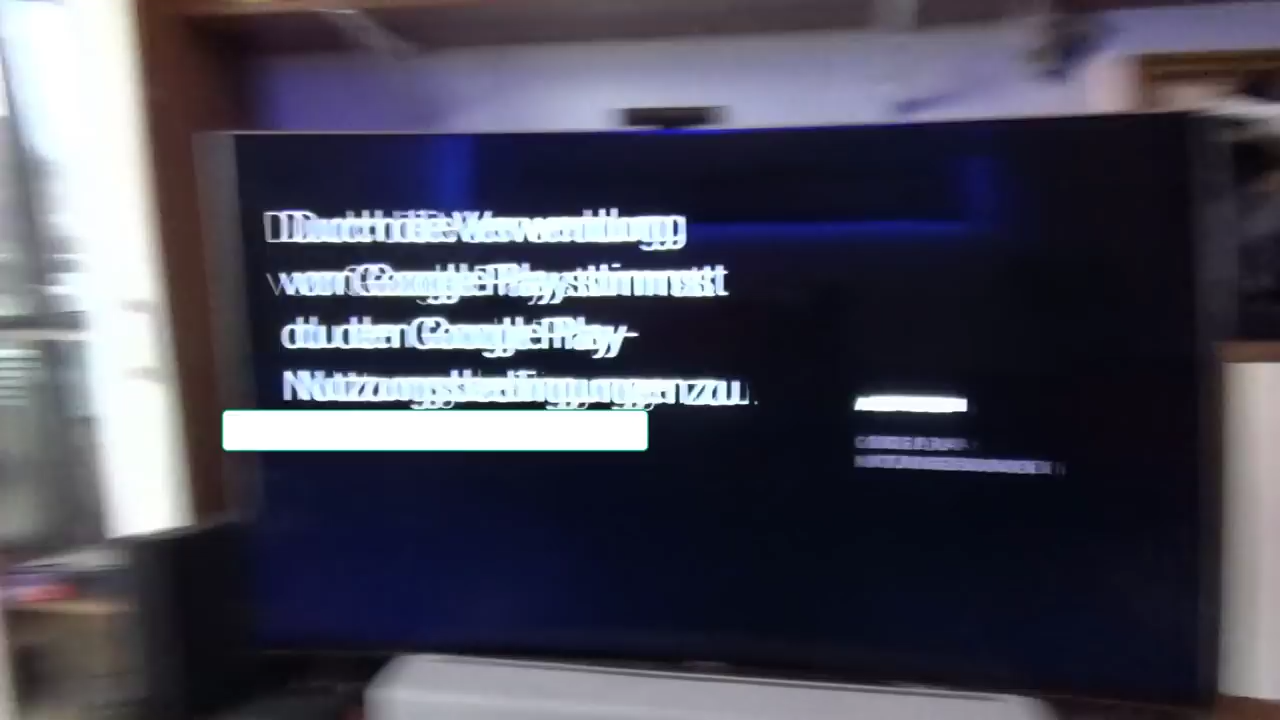 Durch die Verwendung
von Google Play stimmst
du den Google Play-
Nutzungsbedingungen zu.